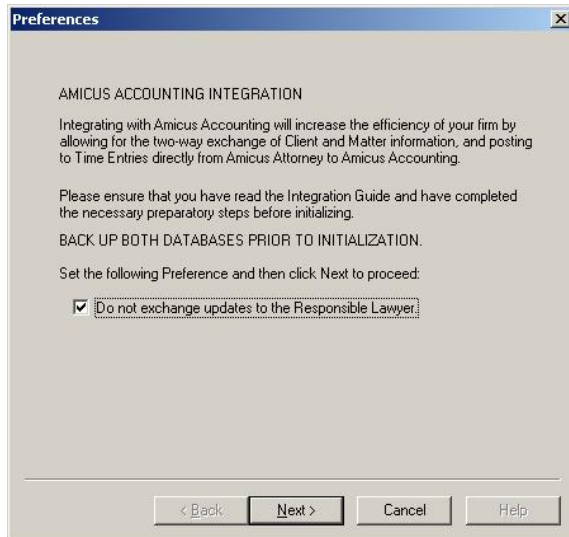 Preferences
AMICUS ACCOUNTING INTEGRATION
Integrating with Amicus Accounting will increase the efficiency of your firm by
allowing for the two-way exchange of Client and Matter information, and posting
to Time Entries directly from Amicus Attorney to Amicus Accounting.
Please ensure that you have read the Integration Guide and have completed
the necessary preparatory steps before initializing.
BACK UP BOTH DATABASES PRIOR TO INITIALIZATION.
Set the following Preference and then click Next to proceed:
Do not exchange updates to the Responsible Lawyer.
< Back Next > Cancel Help